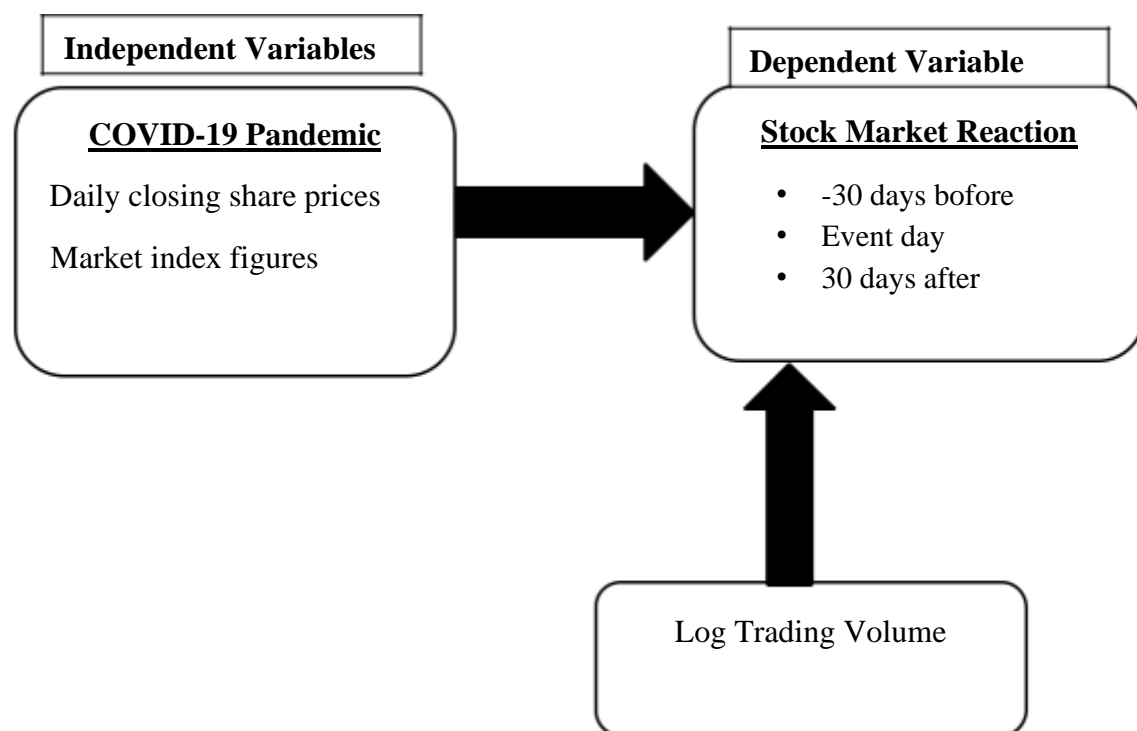 Independent Variables
COVID-19 Pandemic
Daily closing share prices
Market index figures
Dependent Variable
Stock Market Reaction
• -30 days bofore
• Event day
• 30 days after
Log Trading Volume